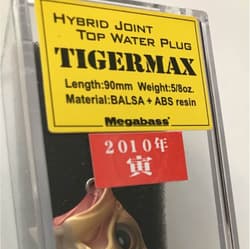 HYBRID JOINT
TOP WATER PLUG
TIGERMAX
Length:90mm Weight:5/8oz.
Material:BALSA + ABS resin
Megabass®
2010年
寅